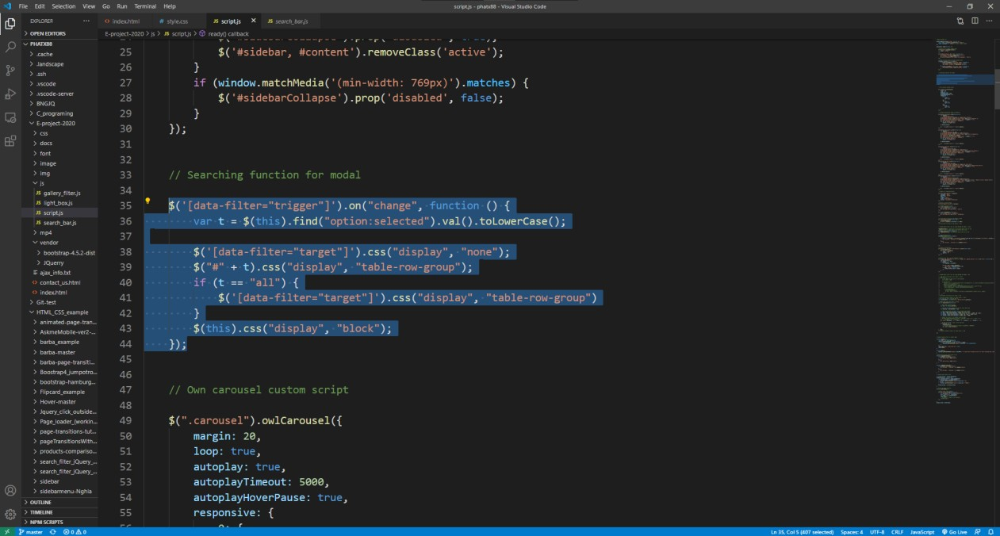 File Edit Selection View Go Run Terminal Help
script.js - phatx88 - Visual Studio Code
EXPLORER
OPEN EDITORS
PHATX88
.cache
.landscape
.ssh
.vscode
.vscode-server
BNGJQ
C_programing
E-project-2020
css
docs
font
image
img
js
JS gallery_filter.js
JS light_box.js
JS script.js
JS search_bar.js
mp4
vendor
bootstrap-4.5.2-dist
JQuerry
ajax_info.txt
contact_us.html
index.html
Git-test
HTML_CSS_example
animated-page-tran...
AskmeMobile-ver2-...
barba_example
barba-master
barba-page-transiti...
Boostrap4_jumpotro...
bootstrap-hamburg...
Flipcard_example
Hover-master
Jquery_click_outside...
Page_loader_(workin...
page-transitions-tut...
pageTransitionsWith...
products-compariso...
search_filter_jQuery_...
search_filter_jQuery_...
sidebar
sidebarmenu-Nghia
OUTLINE
TIMELINE
NPM SCRIPTS
index.html # style.css JS script.js JS search_bar.js
E-project-2020 > js > JS script.js > ready() callback
25 $('#sidebar, #content').removeClass('active');
26 }
27 if (window.matchMedia('(min-width: 769px)').matches) {
28 $('#sidebarCollapse').prop('disabled', false);
29 }
30 });
31
32
33 // Searching function for modal
34
35 $('[data-filter="trigger"]').on("change", function () {
36 var t = $(this).find("option:selected").val().toLowerCase();
37
38 $('[data-filter="target"]').css("display", "none");
39 $("#" + t).css("display", "table-row-group");
40 if (t == "all") {
41 $('[data-filter="target"]').css("display", "table-row-group")
42 }
43 $(this).css("display", "block");
44 });
45
46
47 // Own carousel custom script
48
49 $(".carousel").owlCarousel({
50 margin: 20,
51 loop: true,
52 autoplay: true,
53 autoplayTimeout: 5000,
54 autoplayHoverPause: true,
55 responsive: {
master 0 0
Ln 35, Col 5 (407 selected) Spaces: 4 UTF-8 CRLF JavaScript Go Live